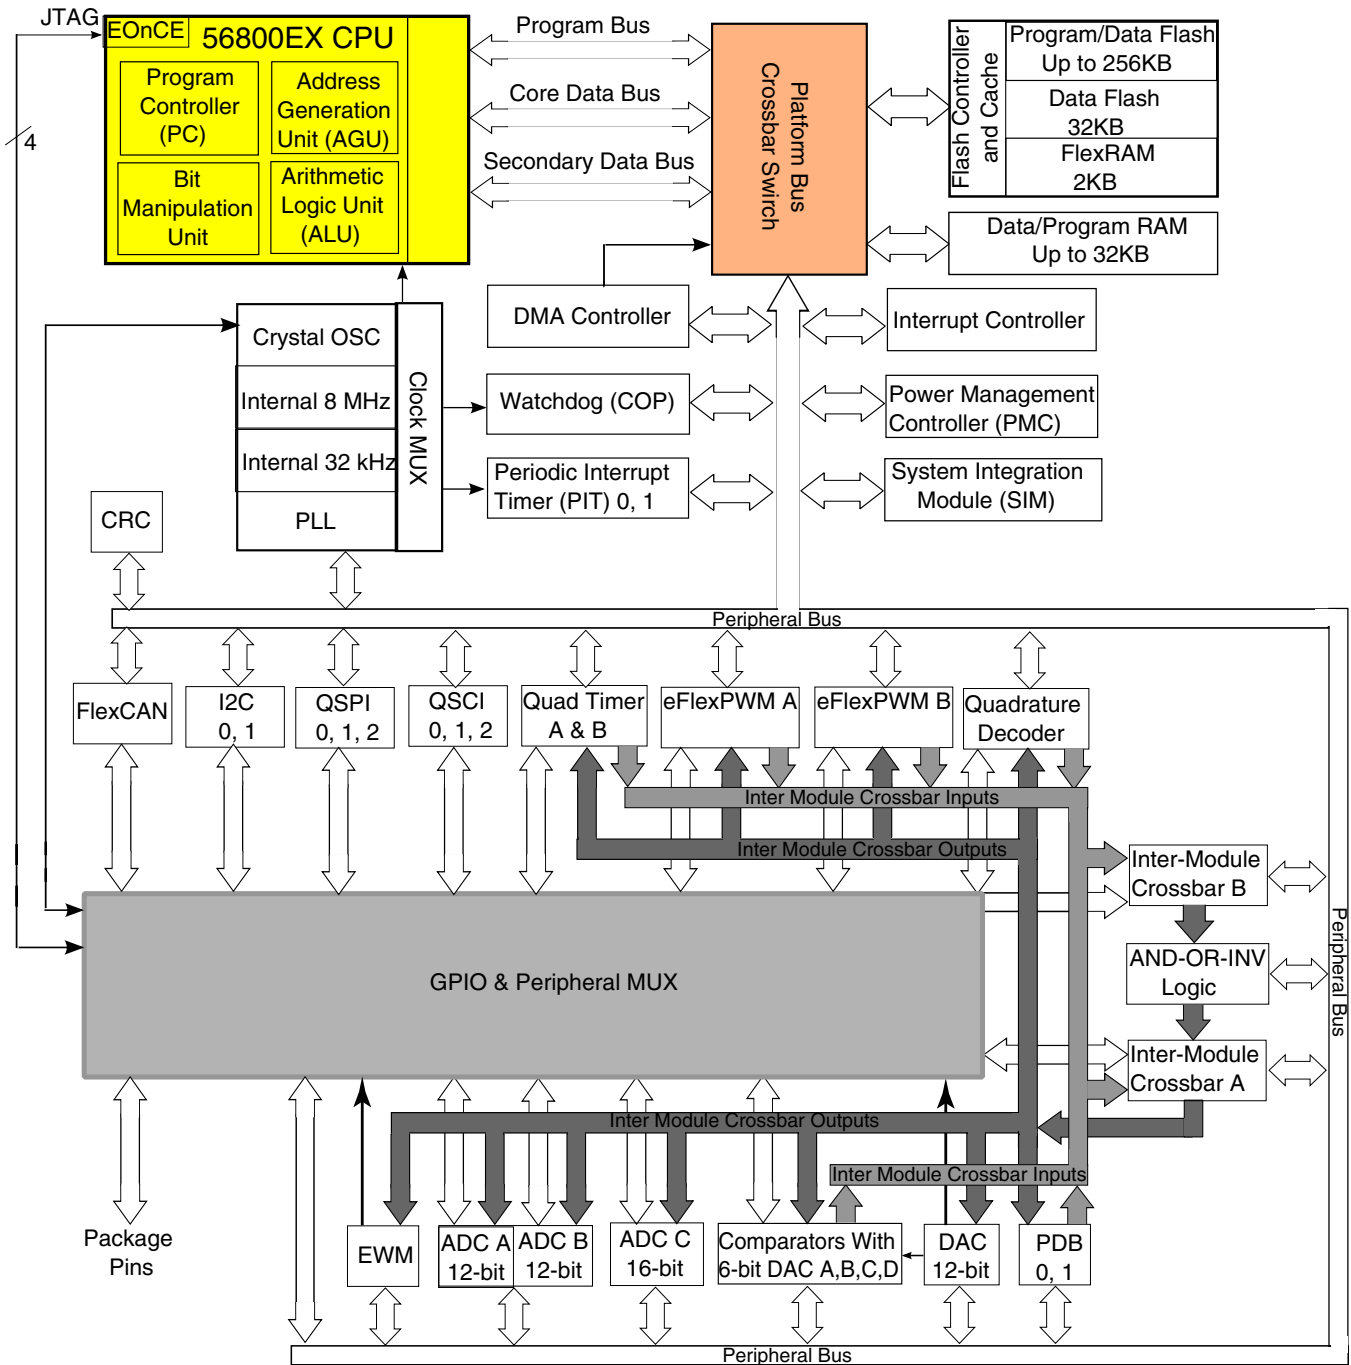 JTAG
EOnCE
56800EX CPU
Program
Controller
(PC)
Address
Generation
Unit (AGU)
Bit
Manipulation
Unit
Arithmetic
Logic Unit
(ALU)
4
Program Bus
Core Data Bus
Secondary Data Bus
Platform Bus
Crossbar Swirch
Flash Controller
and Cache
Program/Data Flash
Up to 256KB
Data Flash
32KB
FlexRAM
2KB
Data/Program RAM
Up to 32KB
Crystal OSC
Internal 8 MHz
Internal 32 kHz
PLL
Clock MUX
DMA Controller
Watchdog (COP)
Periodic Interrupt
Timer (PIT) 0, 1
Interrupt Controller
Power Management
Controller (PMC)
System Integration
Module (SIM)
CRC
Peripheral Bus
FlexCAN
I2C
0, 1
QSPI
0, 1, 2
QSCI
0, 1, 2
Quad Timer
A & B
eFlexPWM A
eFlexPWM B
Quadrature
Decoder
Inter Module Crossbar Inputs
Inter Module Crossbar Outputs
Inter-Module
Crossbar B
AND-OR-INV
Logic
Inter-Module
Crossbar A
Peripheral Bus
GPIO & Peripheral MUX
Inter Module Crossbar Outputs
Inter Module Crossbar Inputs
Package
Pins
EWM
ADC A
12-bit
ADC B
12-bit
ADC C
16-bit
Comparators With
6-bit DAC A,B,C,D
DAC
12-bit
PDB
0, 1
Peripheral Bus